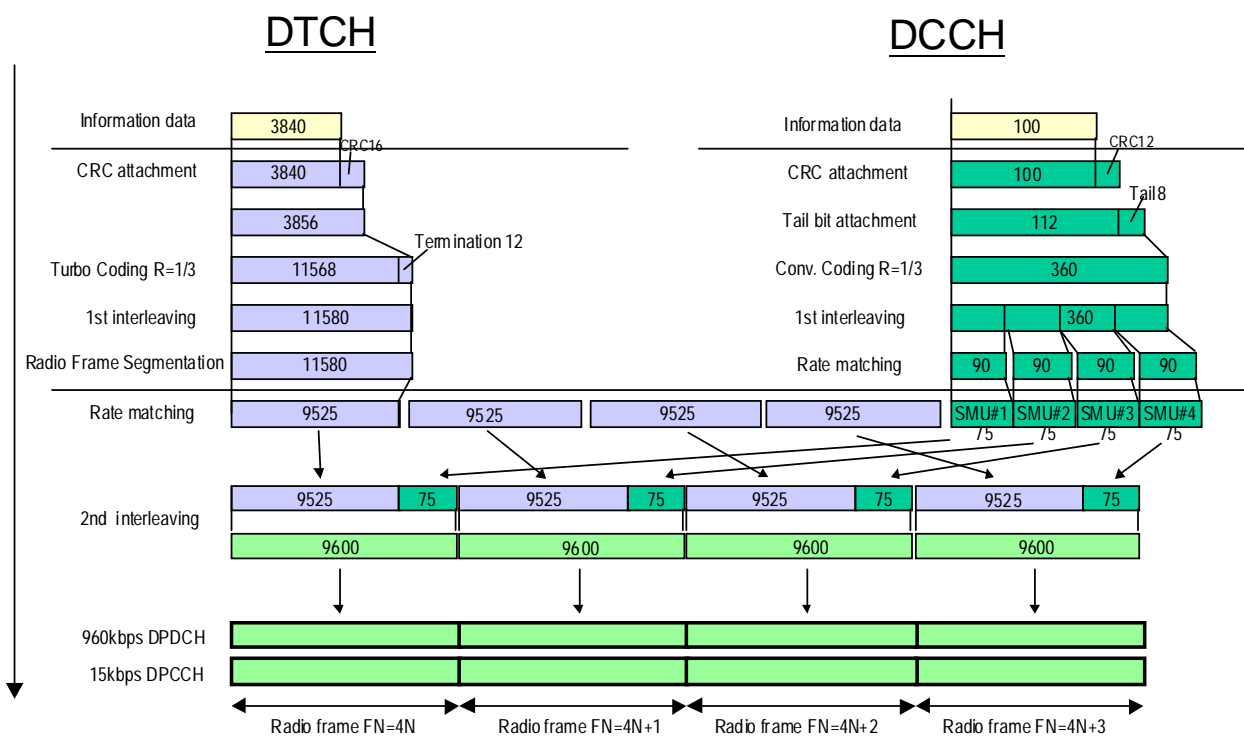 DTCH
DCCH
Information data
3840
Information data
100
CRC16
CRC12
CRC attachment
3840
CRC attachment
100
Tail8
3856
Tail bit attachment
112
Termination 12
Turbo Coding R=1/3
11568
Conv. Coding R=1/3
360
1st interleaving
11580
1st interleaving
360
Radio Frame Segmentation
11580
Rate matching
90 90 90 90
Rate matching
9525 9525 9525 9525
SMU#1 SMU#2 SMU#3 SMU#4
75 75 75 75
9525 75 9525 75 9525 75 9525 75
2nd interleaving
9600 9600 9600 9600
960kbps DPDCH
15kbps DPCCH
Radio frame FN=4N Radio frame FN=4N+1 Radio frame FN=4N+2 Radio frame FN=4N+3